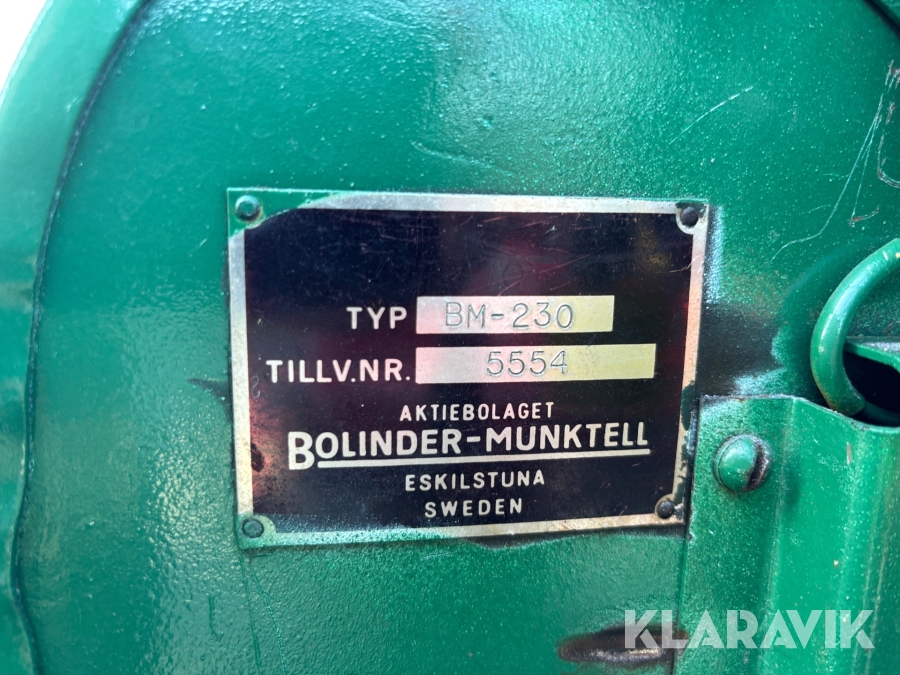 TYP BM-230
TILLV.NR. 5554
AKTIEBOLAGET
BOLINDER-MUNKTELL
ESKILSTUNA
SWEDEN
KLARAVIK